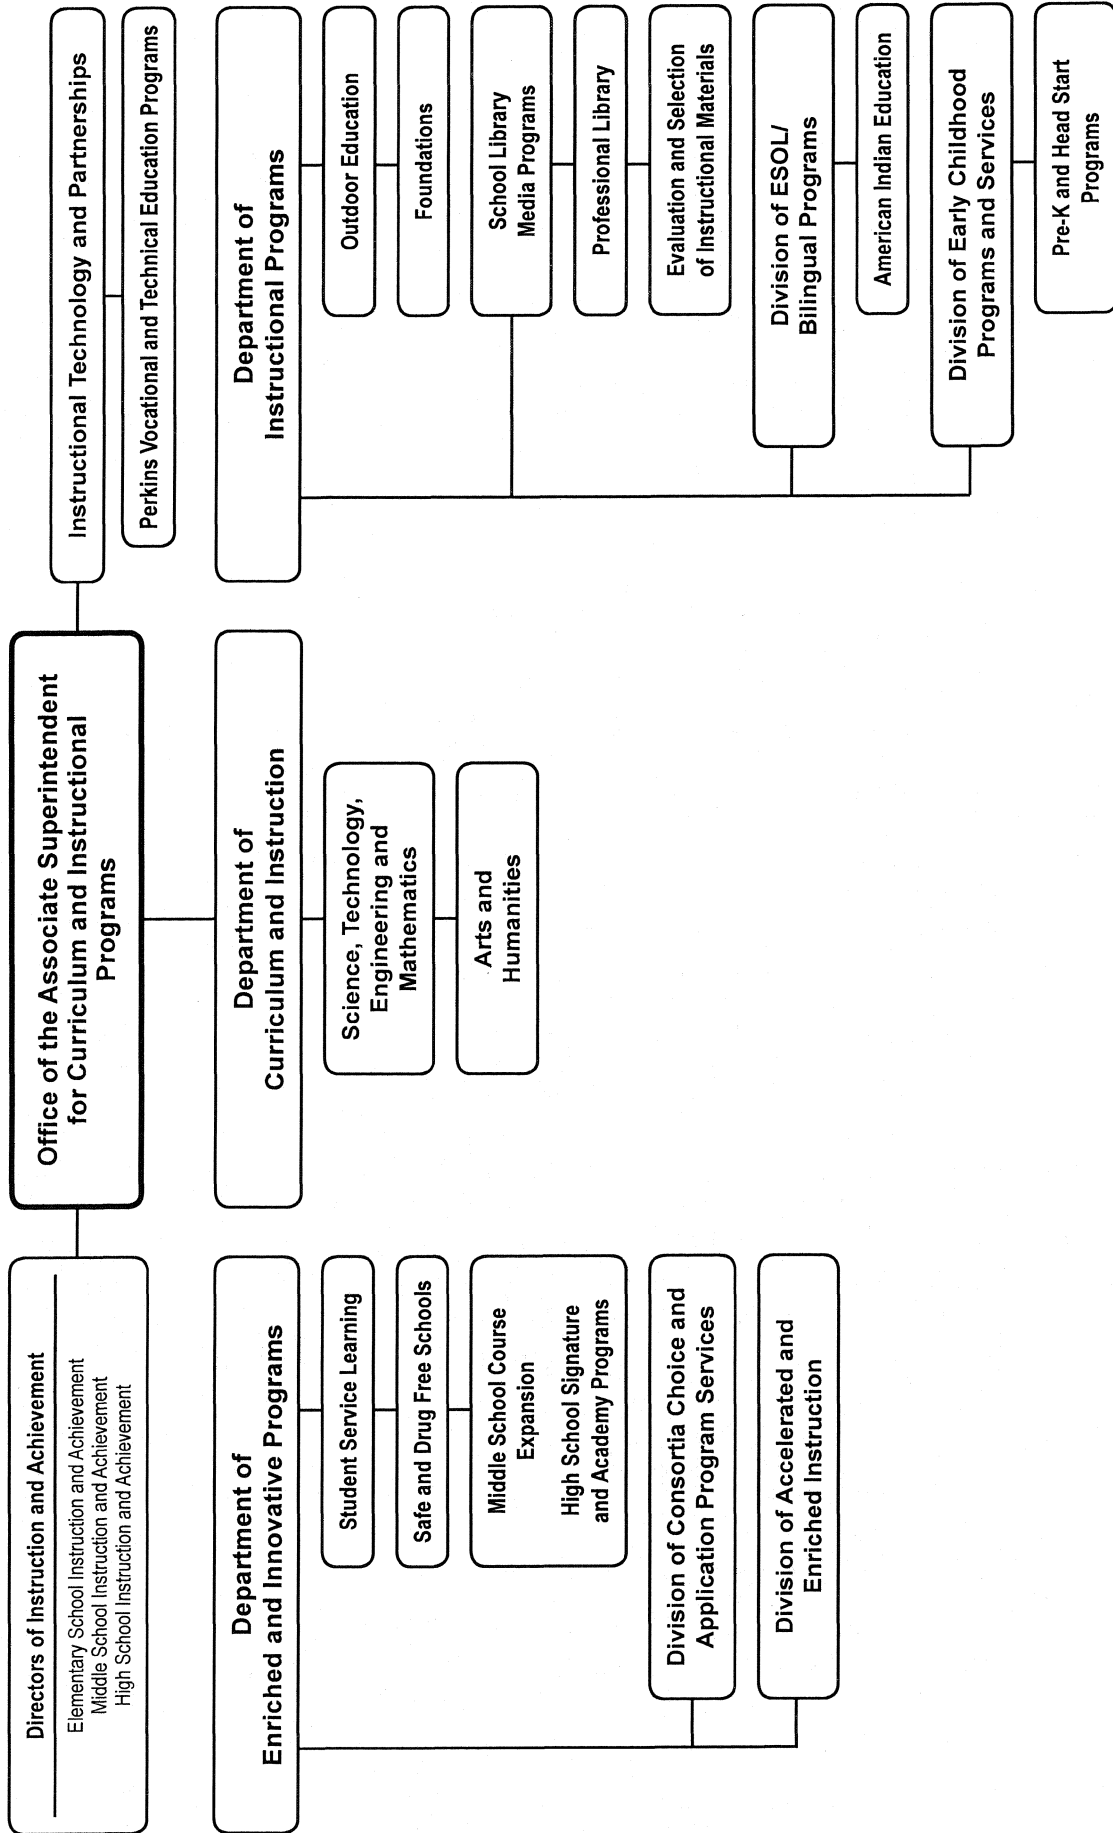 Directors of Instruction and Achievement
Elementary School Instruction and Achievement
Middle School Instruction and Achievement
High School Instruction and Achievement
Office of the Associate Superintendent
for Curriculum and Instructional
Programs
Instructional Technology and Partnerships
Perkins Vocational and Technical Education Programs
Department of
Enriched and Innovative Programs
Student Service Learning
Safe and Drug Free Schools
Middle School Course
Expansion
High School Signature
and Academy Programs
Division of Consortia Choice and
Application Program Services
Division of Accelerated and
Enriched Instruction
Department of
Curriculum and Instruction
Science, Technology,
Engineering and
Mathematics
Arts and
Humanities
Department of
Instructional Programs
Outdoor Education
Foundations
School Library
Media Programs
Professional Library
Evaluation and Selection
of Instructional Materials
Division of ESOL/
Bilingual Programs
American Indian Education
Division of Early Childhood
Programs and Services
Pre-K and Head Start
Programs